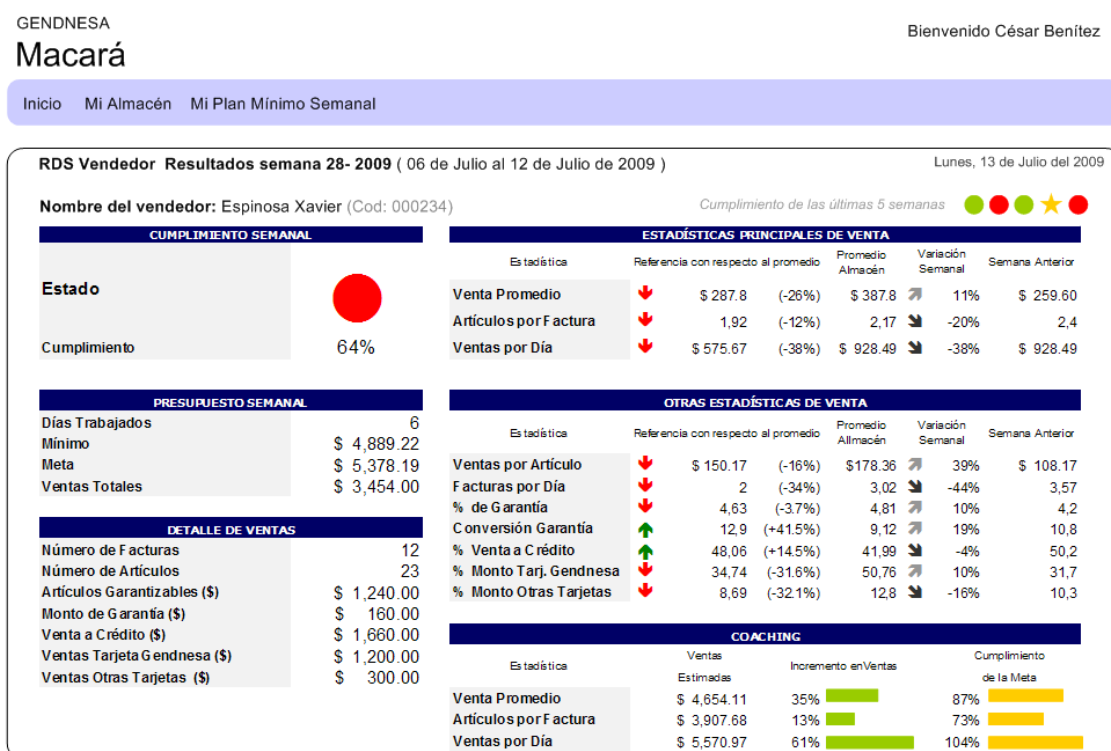 GENDNESA
Bienvenido César Benítez
Macará
Inicio Mi Almacén Mi Plan Mínimo Semanal
RDS Vendedor Resultados semana 28- 2009 ( 06 de Julio al 12 de Julio de 2009 )
Lunes, 13 de Julio del 2009
Nombre del vendedor: Espinosa Xavier (Cod: 000234)
Cumplimiento de las últimas 5 semanas
CUMPLIMIENTO SEMANAL
Estado
Cumplimiento 64%
PRESUPUESTO SEMANAL
Días Trabajados 6
Mínimo $ 4,889.22
Meta $ 5,378.19
Ventas Totales $ 3,454.00
DETALLE DE VENTAS
Número de Facturas 12
Número de Artículos 23
Artículos Garantizables ($) $ 1,240.00
Monto de Garantía ($) $ 160.00
Venta a Crédito ($) $ 1,660.00
Ventas Tarjeta Gendnesa ($) $ 1,200.00
Ventas Otras Tarjetas ($) $ 300.00
ESTADÍSTICAS PRINCIPALES DE VENTA
Estadística Referencia con respecto al promedio Promedio Almacén Variación Semanal Semana Anterior
Venta Promedio $ 287.8 (-26%) $ 387.8 11% $ 259.60
Artículos por Factura 1,92 (-12%) 2,17 -20% 2,4
Ventas por Día $ 575.67 (-38%) $ 928.49 -38% $ 928.49
OTRAS ESTADÍSTICAS DE VENTA
Estadística Referencia con respecto al promedio Promedio Allmacén Variación Semanal Semana Anterior
Ventas por Artículo $ 150.17 (-16%) $178.36 39% $ 108.17
Facturas por Día 2 (-34%) 3,02 -44% 3,57
% de Garantía 4,63 (-3.7%) 4,81 10% 4,2
Conversión Garantía 12,9 (+41.5%) 9,12 19% 10,8
% Venta a Crédito 48,06 (+14.5%) 41,99 -4% 50,2
% Monto Tarj. Gendnesa 34,74 (-31.6%) 50,76 10% 31,7
% Monto Otras Tarjetas 8,69 (-32.1%) 12,8 -16% 10,3
COACHING
Estadística Ventas Estimadas Incremento enVentas Cumplimiento de la Meta
Venta Promedio $ 4,654.11 35% 87%
Artículos por Factura $ 3,907.68 13% 73%
Ventas por Día $ 5,570.97 61% 104%